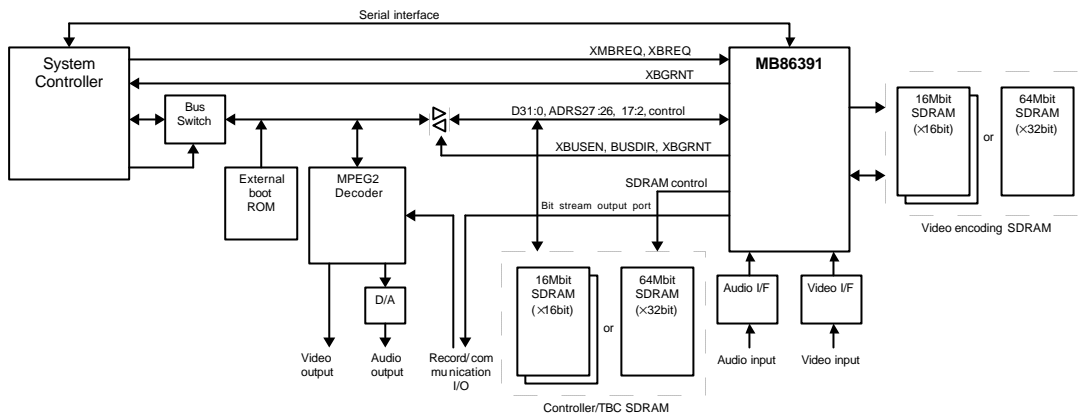 Serial interface
System
Controller
XMBREQ, XBREQ
MB86391
XBGRNT
Bus
Switch
D31:0, ADRS27:26, 17:2, control
16Mbit
SDRAM
(×16bit)
or
64Mbit
SDRAM
(×32bit)
XBUSEN, BUSDIR, XBGRNT
External
boot
ROM
MPEG2
Decoder
SDRAM control
Bit stream output port
Video encoding SDRAM
16Mbit
SDRAM
(×16bit)
or
64Mbit
SDRAM
(×32bit)
Audio I/F
Video I/F
D/A
Video
output
Audio
output
Record/com
munication
I/O
Audio input
Video input
Controller/TBC SDRAM